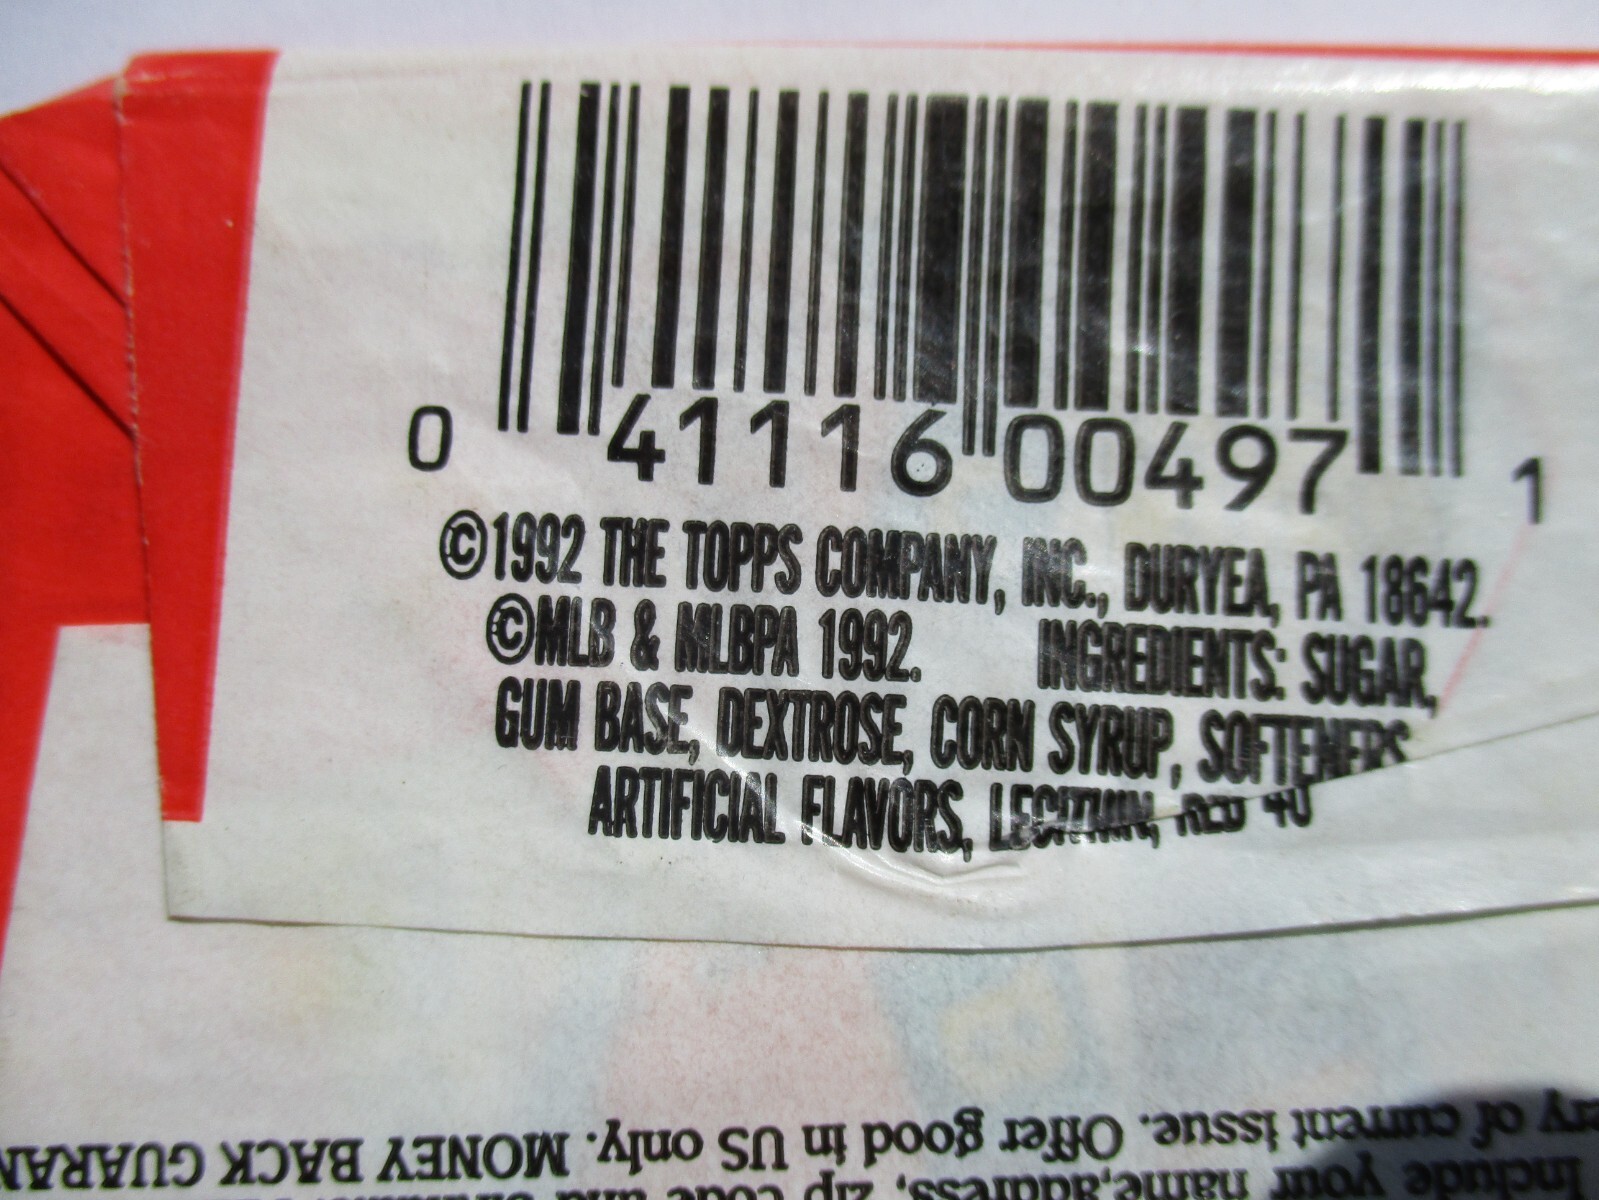 0 41116 00497 1
©1992 THE TOPPS COMPANY, INC., DURYEA, PA 18642.
©MLB & MLBPA 1992. INGREDIENTS: SUGAR,
GUM BASE, DEXTROSE, CORN SYRUP, SOFTENERS
ARTIFICIAL FLAVORS, LECITHIN, RED 40
include your name,address, zip code and
of current issue. Offer good in US only. MONEY BACK